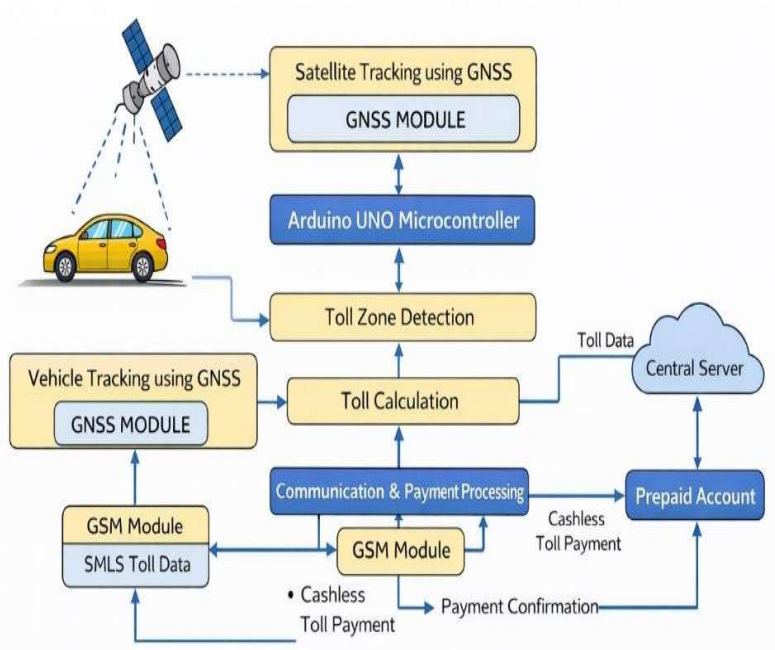 Satellite Tracking using GNSS
GNSS MODULE
Arduino UNO Microcontroller
Toll Zone Detection
Toll Data
Central Server
Vehicle Tracking using GNSS
GNSS MODULE
Toll Calculation
Communication & Payment Processing
Prepaid Account
Cashless
Toll Payment
GSM Module
SMLS Toll Data
GSM Module
• Cashless
Toll Payment
Payment Confirmation